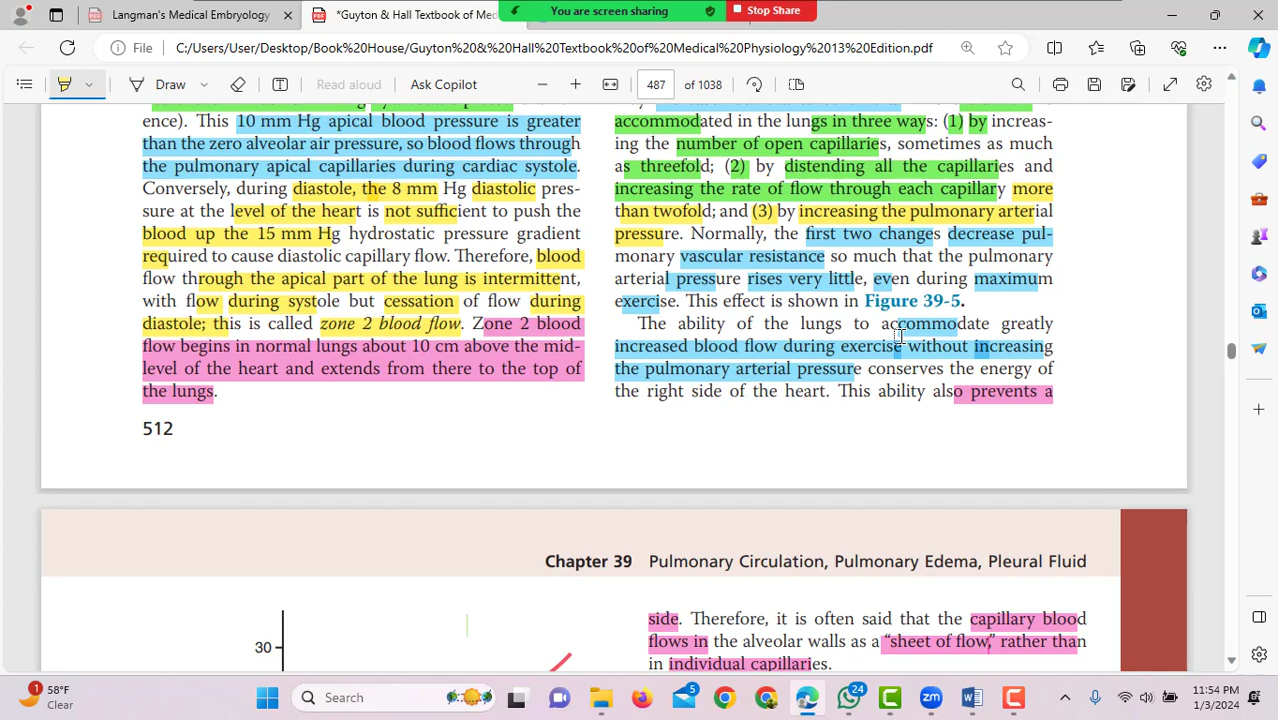 Langman's Medical Embryology
*Guyton & Hall Textbook of Med
You are screen sharing
Stop Share
File
C:/Users/User/Desktop/Book%20House/Guyton%20&%20Hall%20Textbook%20of%20Medical%20Physiology%2013%20Edition.pdf
Draw
Read aloud
Ask Copilot
487 of 1038
ence). This 10 mm Hg apical blood pressure is greater
than the zero alveolar air pressure, so blood flows through
the pulmonary apical capillaries during cardiac systole.
Conversely, during diastole, the 8 mm Hg diastolic pres-
sure at the level of the heart is not sufficient to push the
blood up the 15 mm Hg hydrostatic pressure gradient
required to cause diastolic capillary flow. Therefore, blood
flow through the apical part of the lung is intermittent,
with flow during systole but cessation of flow during
diastole; this is called zone 2 blood flow. Zone 2 blood
flow begins in normal lungs about 10 cm above the mid-
level of the heart and extends from there to the top of
the lungs.
512
accommodated in the lungs in three ways: (1) by increas-
ing the number of open capillaries, sometimes as much
as threefold; (2) by distending all the capillaries and
increasing the rate of flow through each capillary more
than twofold; and (3) by increasing the pulmonary arterial
pressure. Normally, the first two changes decrease pul-
monary vascular resistance so much that the pulmonary
arterial pressure rises very little, even during maximum
exercise. This effect is shown in Figure 39-5.
The ability of the lungs to accommodate greatly
increased blood flow during exercise without increasing
the pulmonary arterial pressure conserves the energy of
the right side of the heart. This ability also prevents a
Chapter 39 Pulmonary Circulation, Pulmonary Edema, Pleural Fluid
30
side. Therefore, it is often said that the capillary blood
flows in the alveolar walls as a “sheet of flow,” rather than
in individual capillaries.
1
58°F
Clear
Search
5
24
zm
11:54 PM
1/3/2024